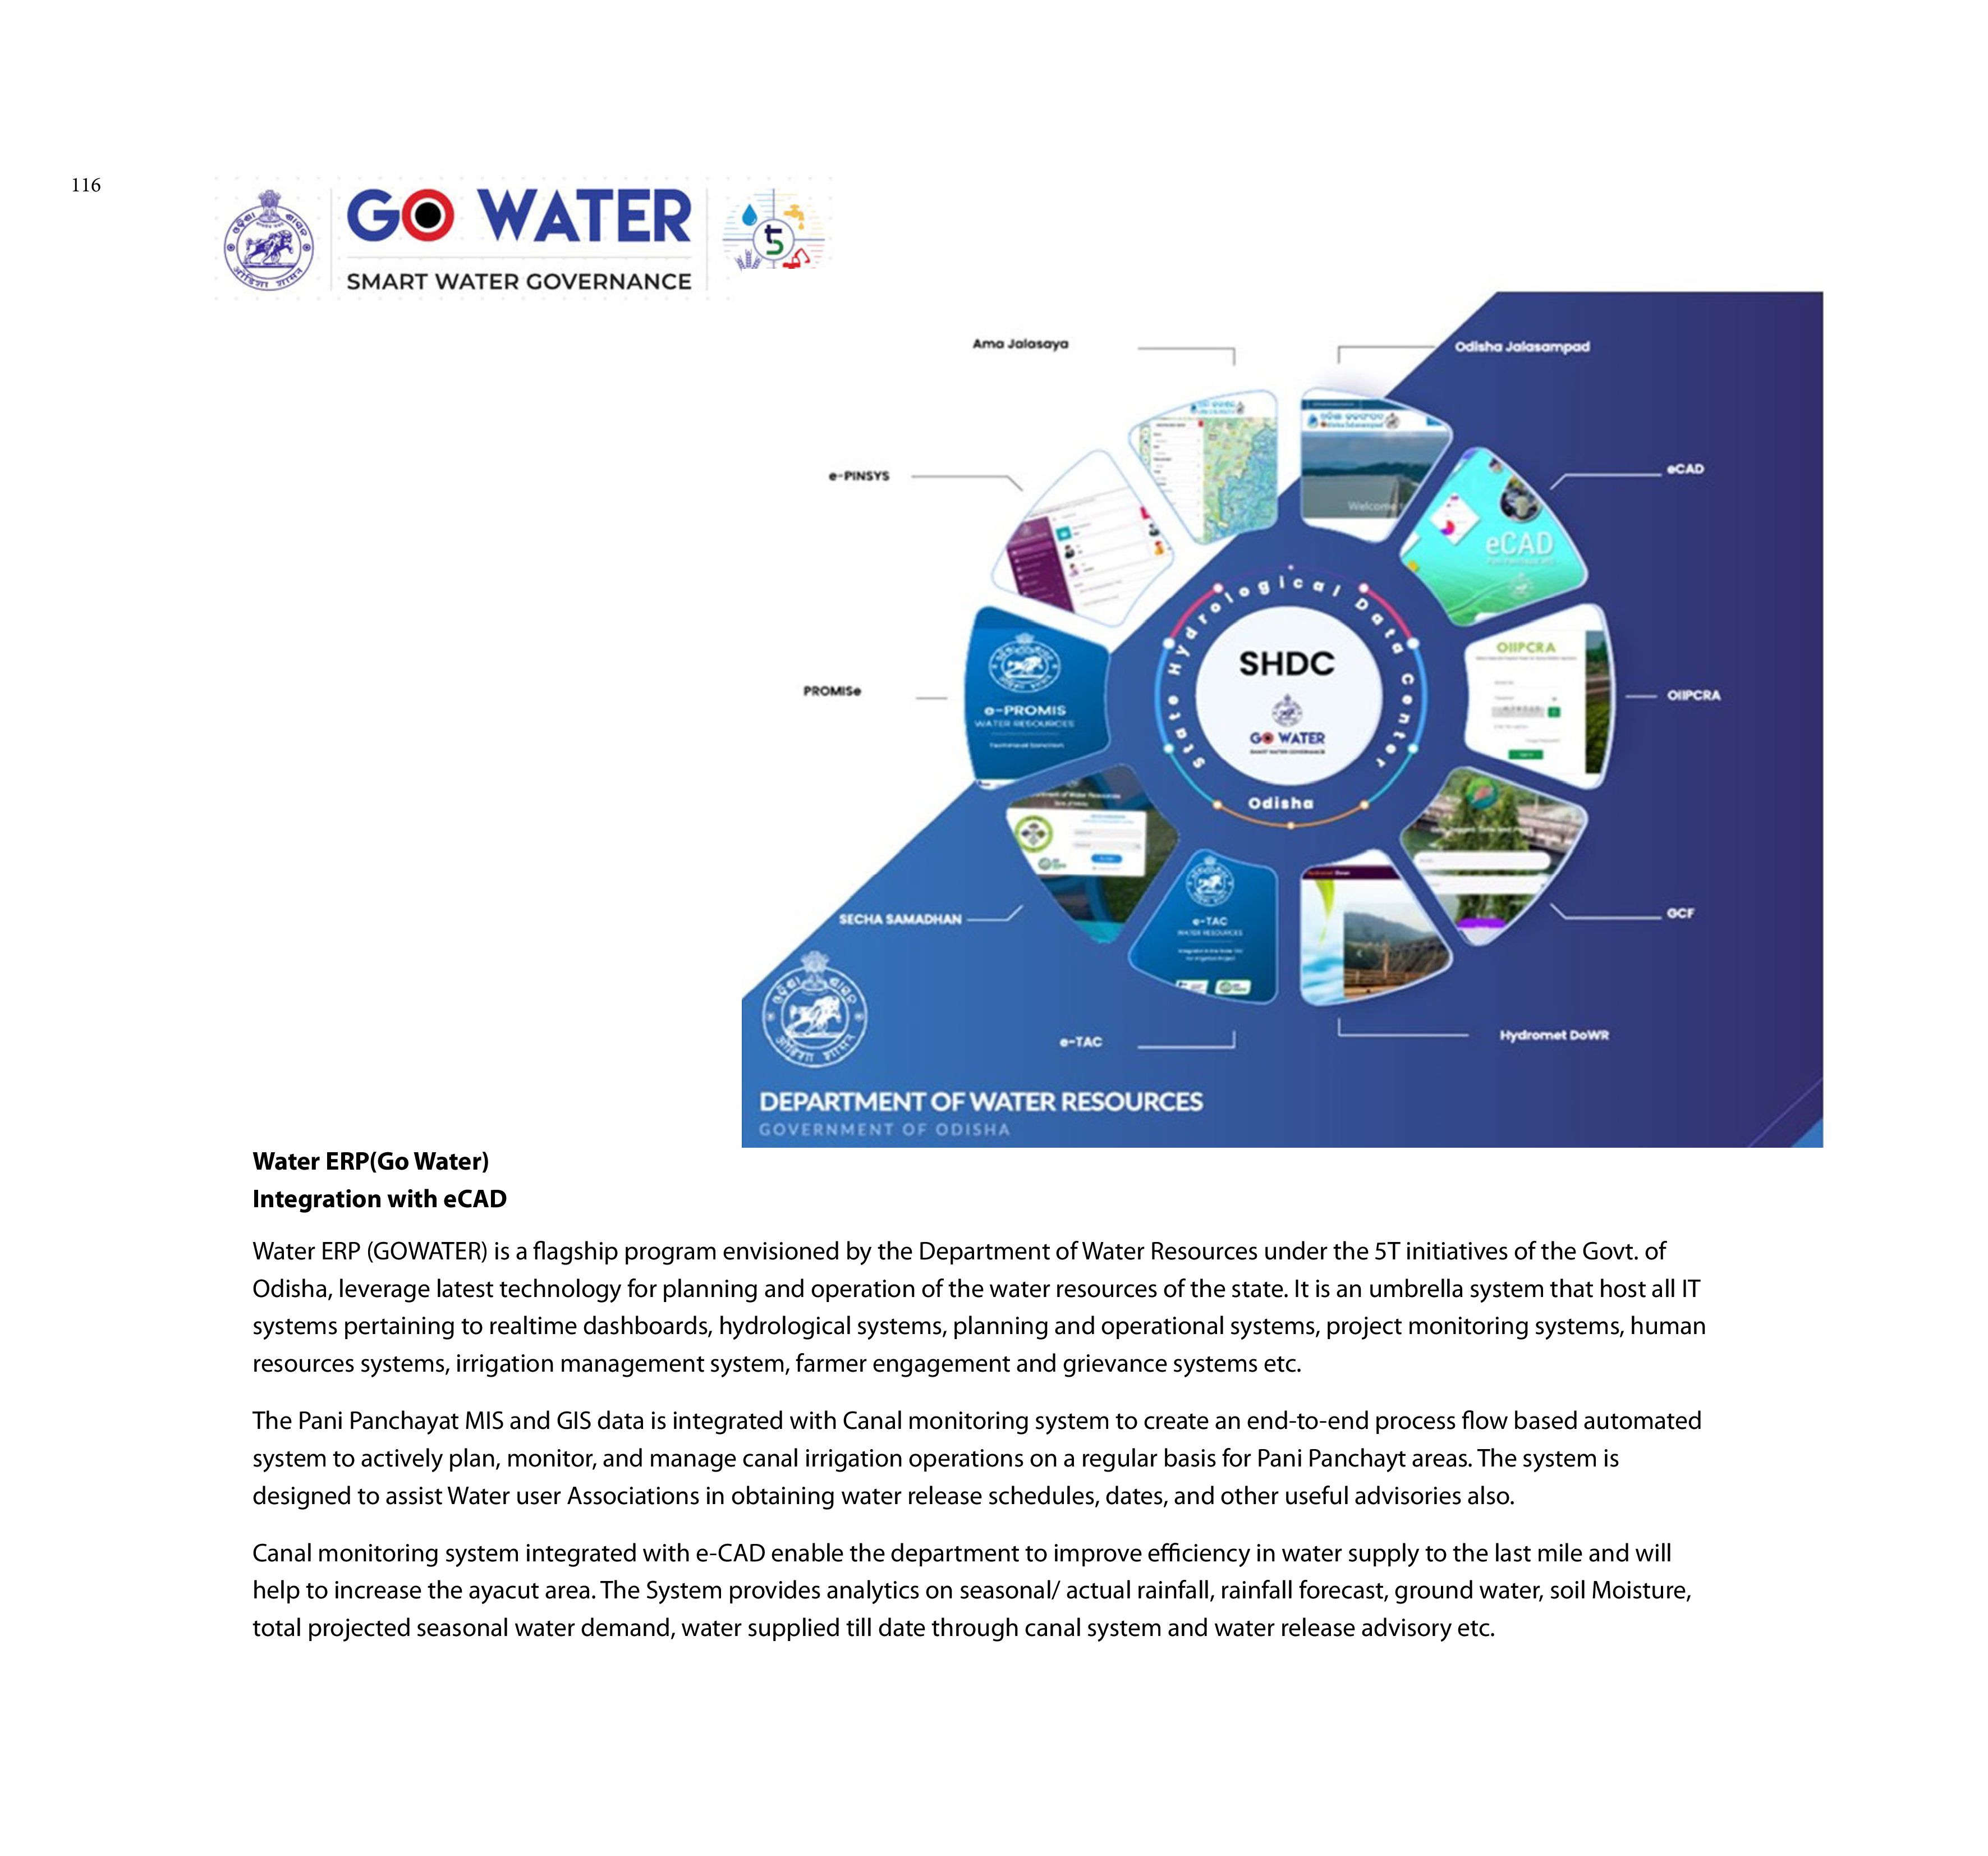 116
ଓଡ଼ିଶା ଶାସନ
ओडिशा शासन
GO WATER
SMART WATER GOVERNANCE
Ama Jalasaya
Odisha Jalasampad
e-PINSYS
eCAD
Welcome
eCAD
State Hydrological Data Center
Odisha
SHDC
GO WATER
SMART WATER GOVERNANCE
OIIPCRA
PROMISe
e-PROMIS
WATER RESOURCES
Technical Sanction
OIIPCRA
SECHA SAMADHAN
e-TAC
WATER RESOURCES
GCF
e-TAC
Hydromet DoWR
DEPARTMENT OF WATER RESOURCES
GOVERNMENT OF ODISHA
Water ERP(Go Water)
Integration with eCAD
Water ERP (GOWATER) is a flagship program envisioned by the Department of Water Resources under the 5T initiatives of the Govt. of
Odisha, leverage latest technology for planning and operation of the water resources of the state. It is an umbrella system that host all IT
systems pertaining to realtime dashboards, hydrological systems, planning and operational systems, project monitoring systems, human
resources systems, irrigation management system, farmer engagement and grievance systems etc.
The Pani Panchayat MIS and GIS data is integrated with Canal monitoring system to create an end-to-end process flow based automated
system to actively plan, monitor, and manage canal irrigation operations on a regular basis for Pani Panchayt areas. The system is
designed to assist Water user Associations in obtaining water release schedules, dates, and other useful advisories also.
Canal monitoring system integrated with e-CAD enable the department to improve efficiency in water supply to the last mile and will
help to increase the ayacut area. The System provides analytics on seasonal/ actual rainfall, rainfall forecast, ground water, soil Moisture,
total projected seasonal water demand, water supplied till date through canal system and water release advisory etc.